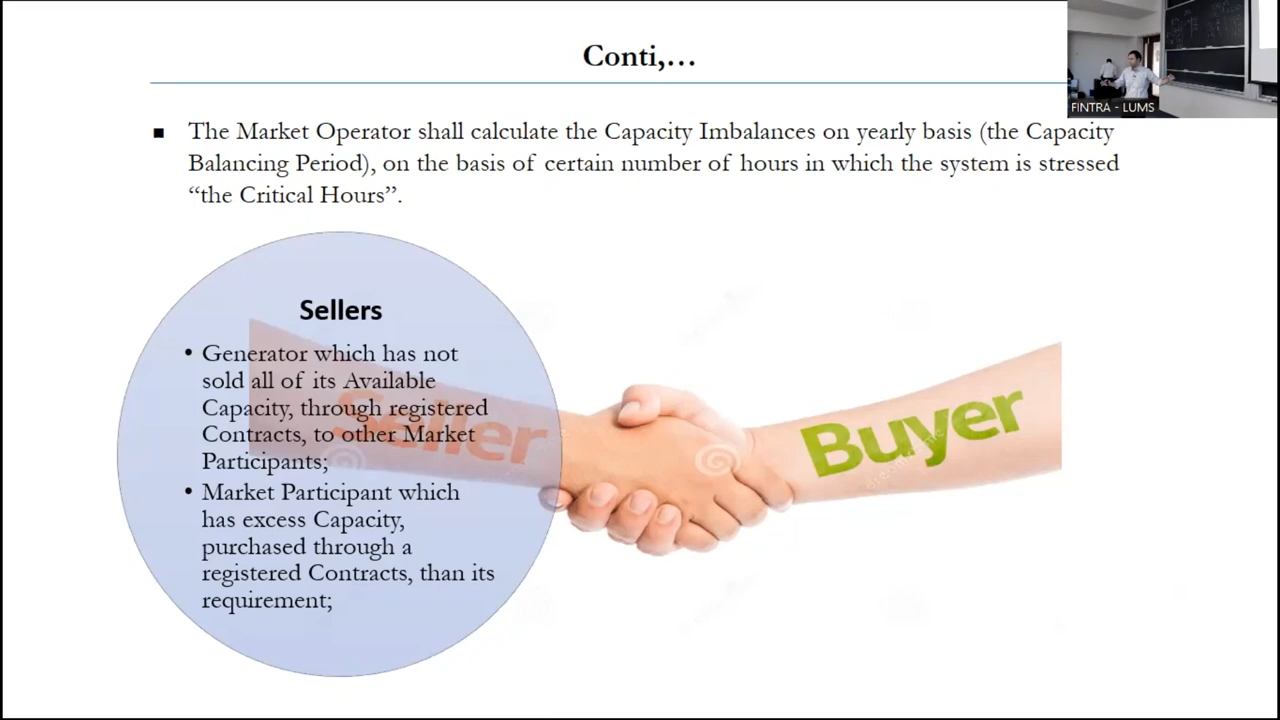 Conti,…
FINTRA - LUMS
■ The Market Operator shall calculate the Capacity Imbalances on yearly basis (the Capacity
Balancing Period), on the basis of certain number of hours in which the system is stressed
“the Critical Hours”.
Sellers
• Generator which has not
sold all of its Available
Capacity, through registered
Contracts, to other Market
Participants;
• Market Participant which
has excess Capacity,
purchased through a
registered Contracts, than its
requirement;
Seller
Buyer